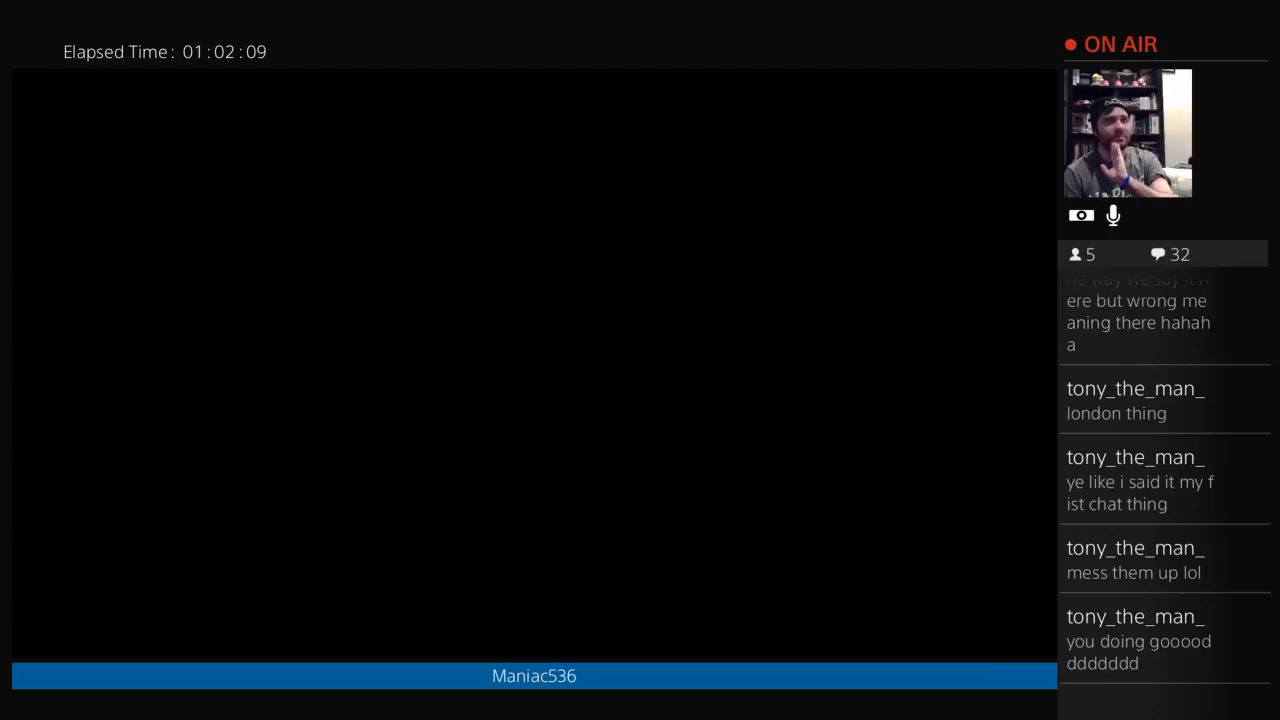 Elapsed Time: 01:02:09
ON AIR
5 32
ere but wrong me
aning there hahah
a
tony_the_man_
london thing
tony_the_man_
ye like i said it my f
ist chat thing
tony_the_man_
mess them up lol
tony_the_man_
you doing gooood
ddddddd
Maniac536